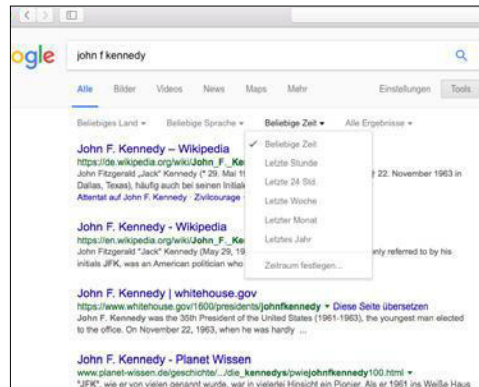 ogle john f kennedy
Alle Bilder Videos News Maps Mehr Einstellungen Tools
Beliebiges Land Beliebige Sprache Beliebige Zeit Alle Ergebnisse
John F. Kennedy – Wikipedia
https://de.wikipedia.org/wiki/John_F._Ke
John Fitzgerald „Jack“ Kennedy (* 29. Mai 19 22. November 1963 in
Dallas, Texas), häufig auch bei seinen Initiale
Attentat auf John F. Kennedy · Zivilcourage
Beliebige Zeit
Letzte Stunde
Letzte 24 Std.
Letzte Woche
Letzter Monat
Letztes Jahr
Zeitraum festlegen...
John F. Kennedy - Wikipedia
https://en.wikipedia.org/wiki/John_F._Ke
John Fitzgerald "Jack" Kennedy (May 29, 19 only referred to by his
initials JFK, was an American politician who
John F. Kennedy | whitehouse.gov
https://www.whitehouse.gov/1600/presidents/johnfkennedy Diese Seite übersetzen
John F. Kennedy was the 35th President of the United States (1961-1963), the youngest man elected
to the office. On November 22, 1963, when he was hardly ...
John F. Kennedy - Planet Wissen
www.planet-wissen.de/geschichte/.../die_kennedys/pwiejohnfkennedy100.html
"JFK", wie er von vielen genannt wurde, war in vielerlei Hinsicht ein Pionier. Als er 1961 ins Weiße Haus